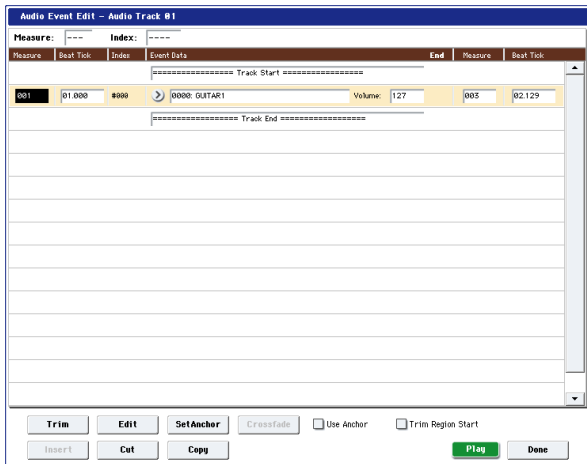 Audio Event Edit - Audio Track 01
Measure: --- Index: ----
Measure Beat Tick Index Event Data End Measure Beat Tick
================= Track Start =================
001 01.000 #000 0000: GUITAR1 Volume: 127 003 02.129
================== Track End ==================
Trim Edit SetAnchor Crossfade Use Anchor Trim Region Start
Insert Cut Copy Play Done